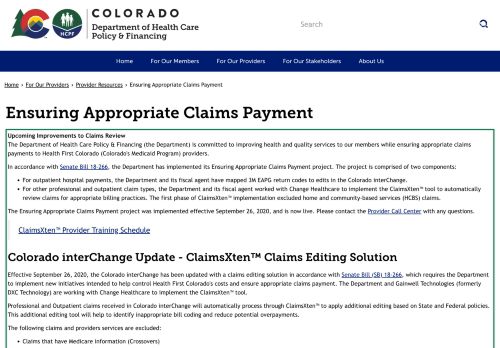 COLORADO
Department of Health Care
Policy & Financing
HCPF
Search
Home
For Our Members
For Our Providers
For Our Stakeholders
About Us
Home › For Our Providers › Provider Resources › Ensuring Appropriate Claims Payment
Ensuring Appropriate Claims Payment
Upcoming Improvements to Claims Review
The Department of Health Care Policy & Financing (the Department) is committed to improving health and quality services to our members while ensuring appropriate claims
payments to Health First Colorado (Colorado's Medicaid Program) providers.
In accordance with Senate Bill 18-266, the Department has implemented its Ensuring Appropriate Claims Payment project. The project is comprised of two components:
• For outpatient hospital payments, the Department and its fiscal agent have mapped 3M EAPG return codes to edits in the Colorado interChange.
• For other professional and outpatient claim types, the Department and its fiscal agent worked with Change Healthcare to implement the ClaimsXten™ tool to automatically
review claims for appropriate billing practices. The first phase of ClaimsXten™ implementation excluded home and community-based services (HCBS) claims.
The Ensuring Appropriate Claims Payment project was implemented effective September 26, 2020, and is now live. Please contact the Provider Call Center with any questions.
ClaimsXten™ Provider Training Schedule
Colorado interChange Update - ClaimsXten™ Claims Editing Solution
Effective September 26, 2020, the Colorado interChange has been updated with a claims editing solution in accordance with Senate Bill (SB) 18-266, which requires the Department
to implement new initiatives intended to help control Health First Colorado's costs and ensure appropriate claims payment. The Department and Gainwell Technologies (formerly
DXC Technology) are working with Change Healthcare to implement the ClaimsXten™ tool.
Professional and Outpatient claims received in Colorado interChange will automatically process through ClaimsXten™ to apply additional editing based on State and Federal policies.
This additional editing tool will help to identify inappropriate bill coding and reduce potential overpayments.
The following claims and providers services are excluded:
• Claims that have Medicare information (Crossovers)